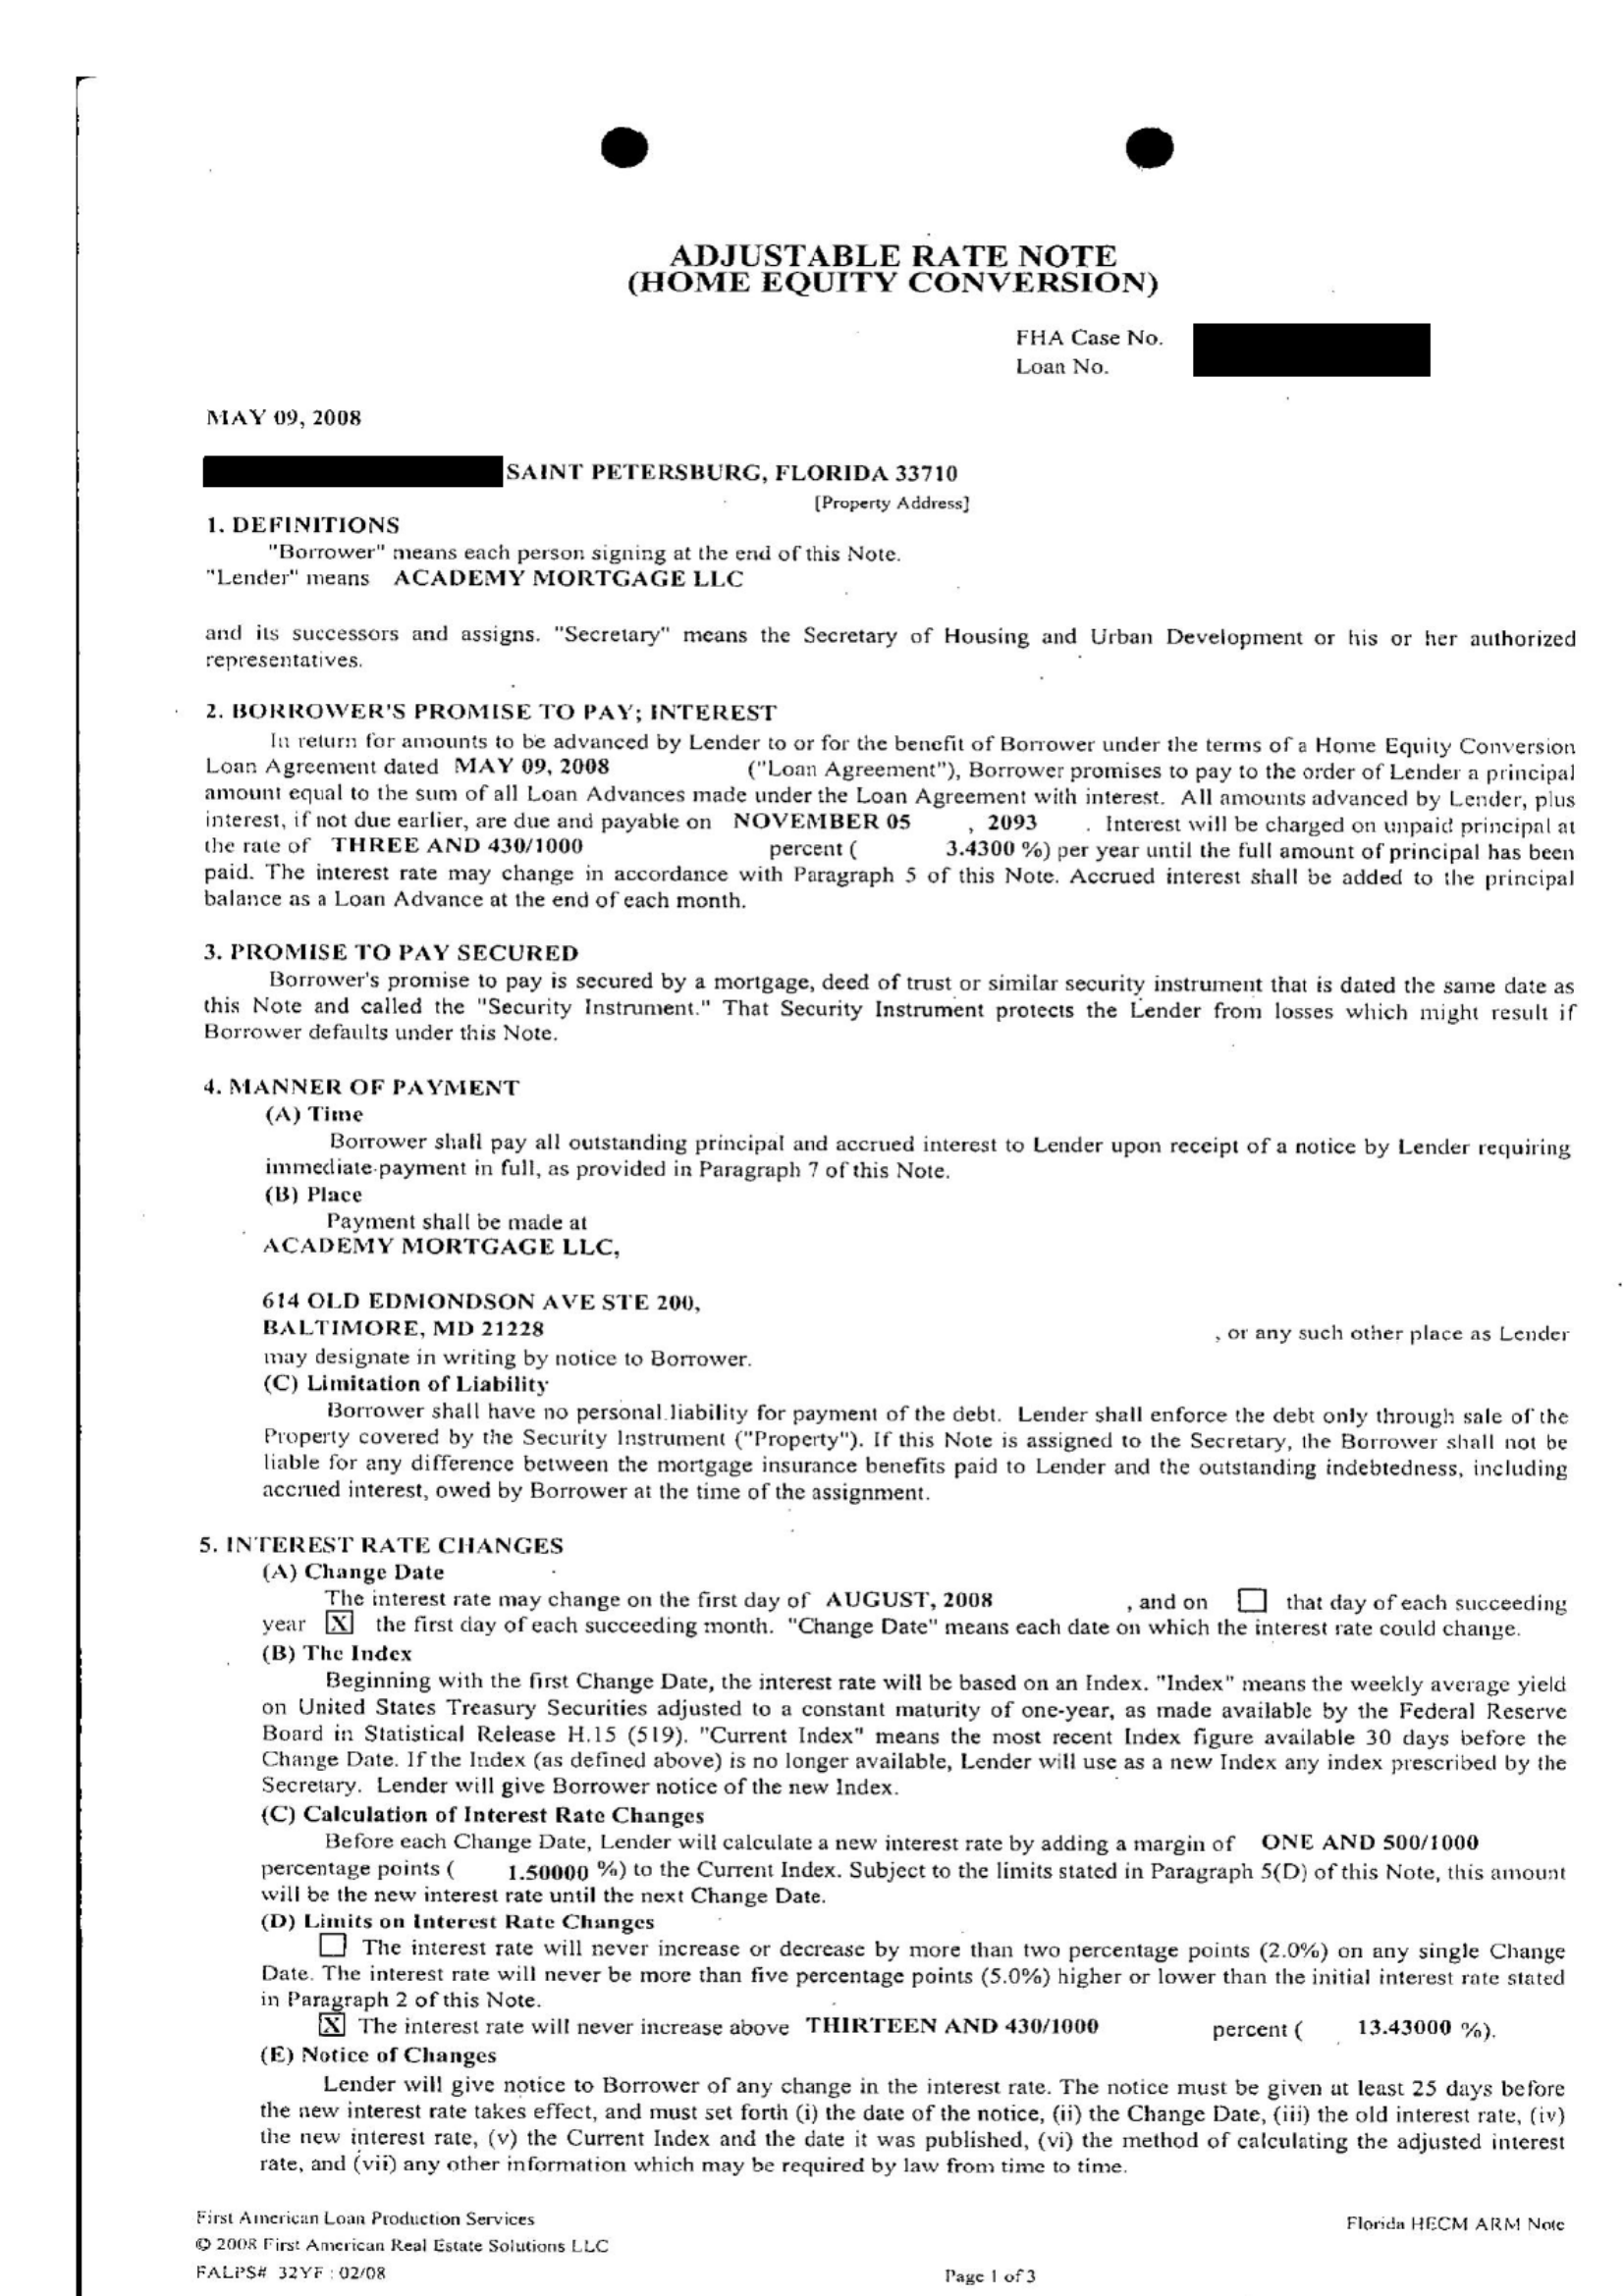 ADJUSTABLE RATE NOTE
(HOME EQUITY CONVERSION)
FHA Case No.
Loan No.
MAY 09, 2008
SAINT PETERSBURG, FLORIDA 33710
[Property Address]
1. DEFINITIONS
"Borrower" means each person signing at the end of this Note.
"Lender" means ACADEMY MORTGAGE LLC
and its successors and assigns. "Secretary" means the Secretary of Housing and Urban Development or his or her authorized
representatives.
2. BORROWER'S PROMISE TO PAY; INTEREST
In return for amounts to be advanced by Lender to or for the benefit of Borrower under the terms of a Home Equity Conversion
Loan Agreement dated MAY 09, 2008 ("Loan Agreement"), Borrower promises to pay to the order of Lender a principal
amount equal to the sum of all Loan Advances made under the Loan Agreement with interest. All amounts advanced by Lender, plus
interest, if not due earlier, are due and payable on NOVEMBER 05 , 2093 . Interest will be charged on unpaid principal at
the rate of THREE AND 430/1000 percent ( 3.4300 %) per year until the full amount of principal has been
paid. The interest rate may change in accordance with Paragraph 5 of this Note. Accrued interest shall be added to the principal
balance as a Loan Advance at the end of each month.
3. PROMISE TO PAY SECURED
Borrower's promise to pay is secured by a mortgage, deed of trust or similar security instrument that is dated the same date as
this Note and called the "Security Instrument." That Security Instrument protects the Lender from losses which might result if
Borrower defaults under this Note.
4. MANNER OF PAYMENT
(A) Time
Borrower shall pay all outstanding principal and accrued interest to Lender upon receipt of a notice by Lender requiring
immediate payment in full, as provided in Paragraph 7 of this Note.
(B) Place
Payment shall be made at
ACADEMY MORTGAGE LLC,
614 OLD EDMONDSON AVE STE 200,
BALTIMORE, MD 21228 , or any such other place as Lender
may designate in writing by notice to Borrower.
(C) Limitation of Liability
Borrower shall have no personal liability for payment of the debt. Lender shall enforce the debt only through sale of the
Property covered by the Security Instrument ("Property"). If this Note is assigned to the Secretary, the Borrower shall not be
liable for any difference between the mortgage insurance benefits paid to Lender and the outstanding indebtedness, including
accrued interest, owed by Borrower at the time of the assignment.
5. INTEREST RATE CHANGES
(A) Change Date
The interest rate may change on the first day of AUGUST, 2008 , and on ☐ that day of each succeeding
year [X] the first day of each succeeding month. "Change Date" means each date on which the interest rate could change.
(B) The Index
Beginning with the first Change Date, the interest rate will be based on an Index. "Index" means the weekly average yield
on United States Treasury Securities adjusted to a constant maturity of one-year, as made available by the Federal Reserve
Board in Statistical Release H.15 (519). "Current Index" means the most recent Index figure available 30 days before the
Change Date. If the Index (as defined above) is no longer available, Lender will use as a new Index any index prescribed by the
Secretary. Lender will give Borrower notice of the new Index.
(C) Calculation of Interest Rate Changes
Before each Change Date, Lender will calculate a new interest rate by adding a margin of ONE AND 500/1000
percentage points ( 1.50000 %) to the Current Index. Subject to the limits stated in Paragraph 5(D) of this Note, this amount
will be the new interest rate until the next Change Date.
(D) Limits on Interest Rate Changes
☐ The interest rate will never increase or decrease by more than two percentage points (2.0%) on any single Change
Date. The interest rate will never be more than five percentage points (5.0%) higher or lower than the initial interest rate stated
in Paragraph 2 of this Note.
[X] The interest rate will never increase above THIRTEEN AND 430/1000 percent ( 13.43000 %).
(E) Notice of Changes
Lender will give notice to Borrower of any change in the interest rate. The notice must be given at least 25 days before
the new interest rate takes effect, and must set forth (i) the date of the notice, (ii) the Change Date, (iii) the old interest rate, (iv)
the new interest rate, (v) the Current Index and the date it was published, (vi) the method of calculating the adjusted interest
rate, and (vii) any other information which may be required by law from time to time.
First American Loan Production Services
Florida HECM ARM Note
© 2008 First American Real Estate Solutions LLC
FALPS# 32YF : 02/08
Page 1 of 3